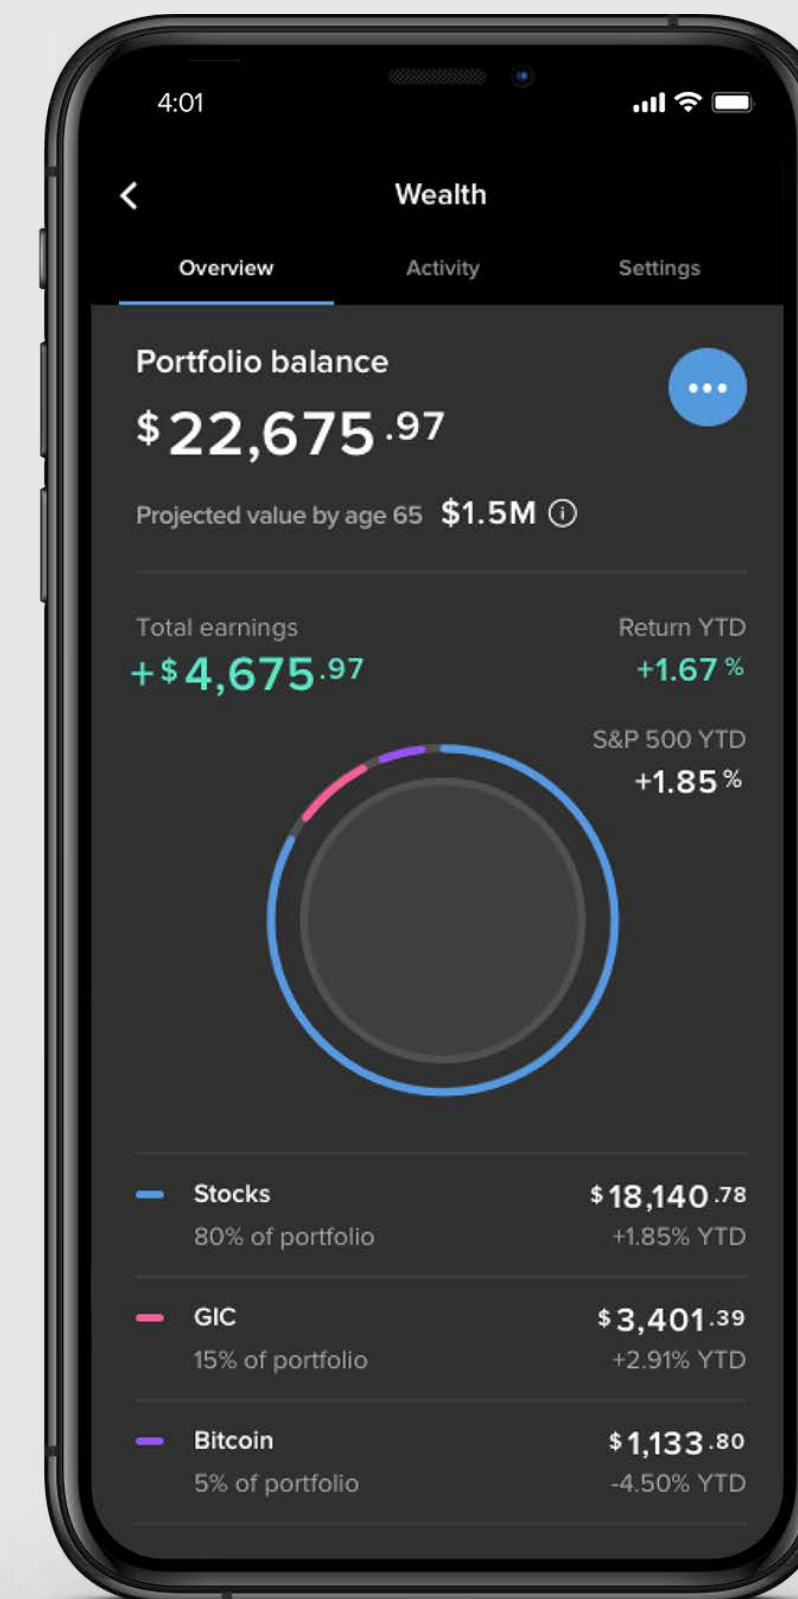 4:01
Wealth
Overview Activity Settings
Portfolio balance
$22,675.97
Projected value by age 65 $1.5M
Total earnings Return YTD
+$4,675.97 +1.67%
S&P 500 YTD
+1.85%
Stocks $18,140.78
80% of portfolio +1.85% YTD
GIC $3,401.39
15% of portfolio +2.91% YTD
Bitcoin $1,133.80
5% of portfolio -4.50% YTD